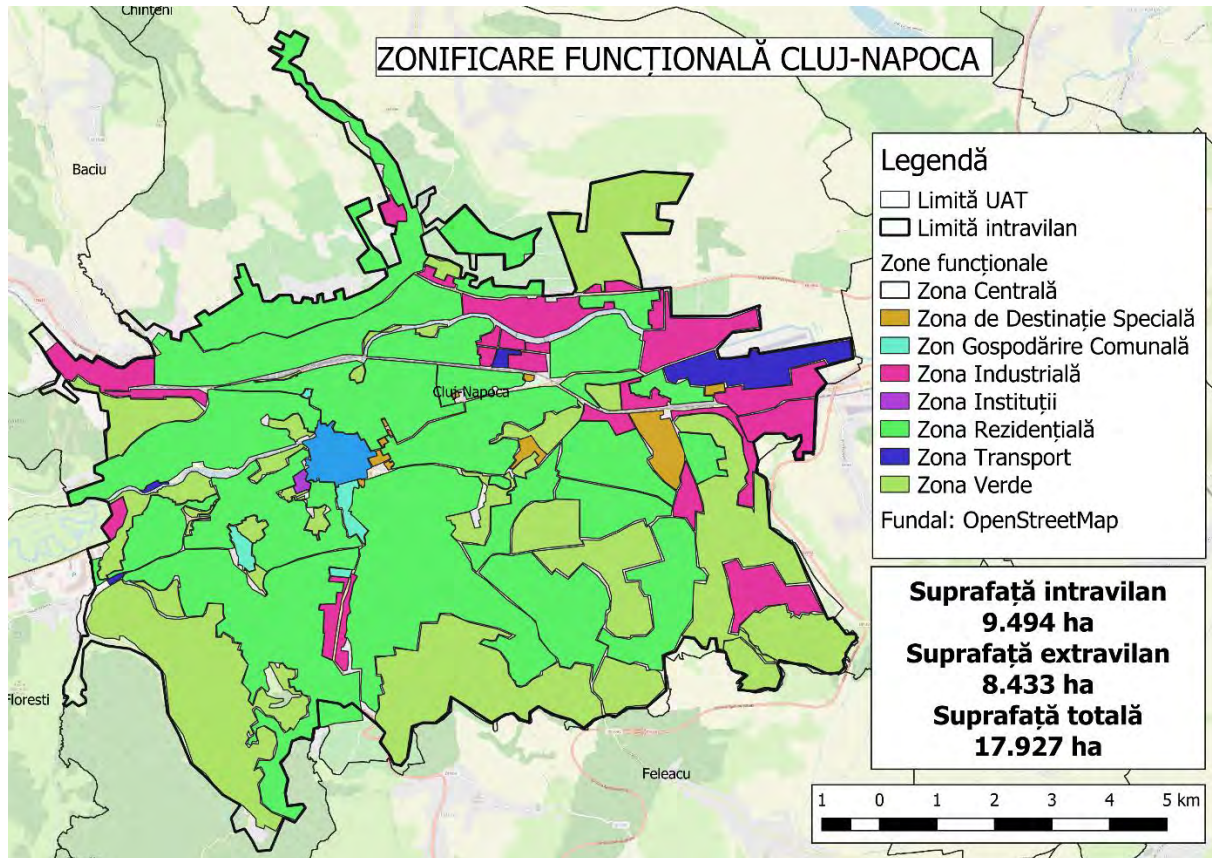 Chinteni
ZONIFICARE FUNCȚIONALĂ CLUJ-NAPOCA
Baciu
Cluj-Napoca
Floresti
Feleacu
Legendă
Limită UAT
Limită intravilan
Zone funcționale
Zona Centrală
Zona de Destinație Specială
Zon Gospodărire Comunală
Zona Industrială
Zona Instituții
Zona Rezidențială
Zona Transport
Zona Verde
Fundal: OpenStreetMap
Suprafață intravilan
9.494 ha
Suprafață extravilan
8.433 ha
Suprafață totală
17.927 ha
1 0 1 2 3 4 5 km